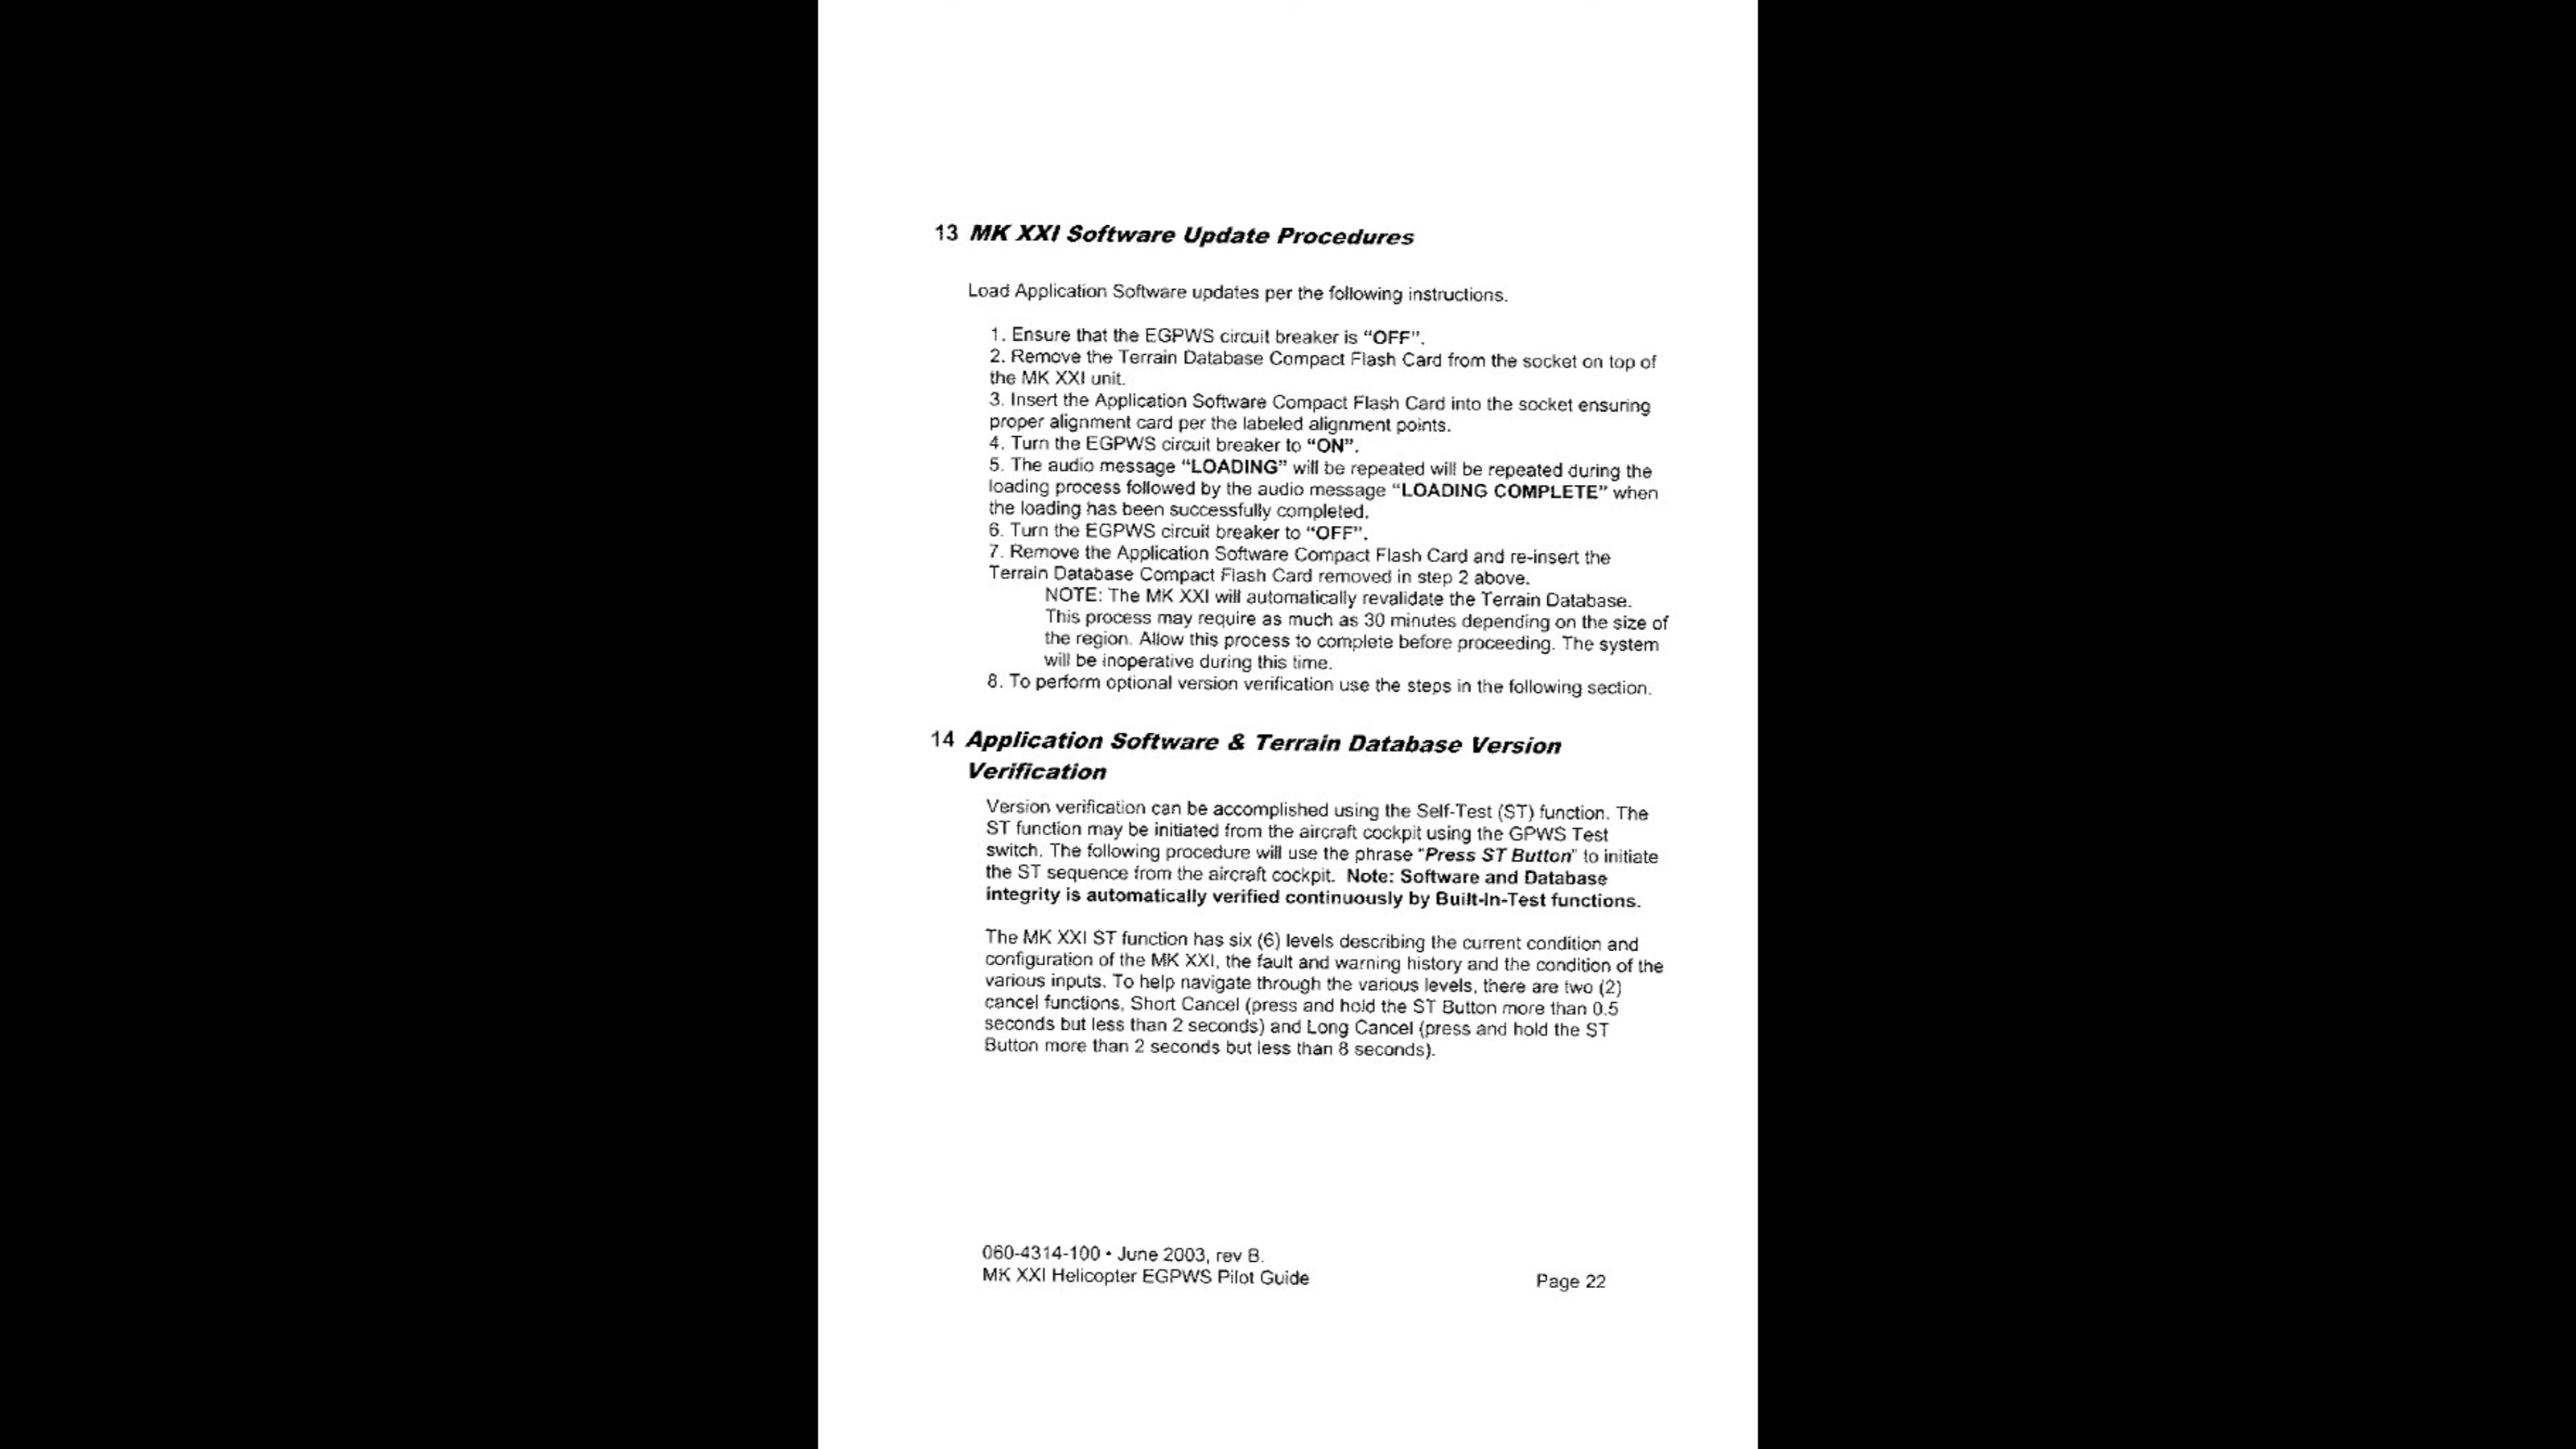 13 MK XXI Software Update Procedures
Load Application Software updates per the following instructions.
1. Ensure that the EGPWS circuit breaker is “OFF”.
2. Remove the Terrain Database Compact Flash Card from the socket on top of
the MK XXI unit.
3. Insert the Application Software Compact Flash Card into the socket ensuring
proper alignment card per the labeled alignment points.
4. Turn the EGPWS circuit breaker to “ON”.
5. The audio message “LOADING” will be repeated will be repeated during the
loading process followed by the audio message “LOADING COMPLETE” when
the loading has been successfully completed.
6. Turn the EGPWS circuit breaker to “OFF”.
7. Remove the Application Software Compact Flash Card and re-insert the
Terrain Database Compact Flash Card removed in step 2 above.
NOTE: The MK XXI will automatically revalidate the Terrain Database.
This process may require as much as 30 minutes depending on the size of
the region. Allow this process to complete before proceeding. The system
will be inoperative during this time.
8. To perform optional version verification use the steps in the following section.
14 Application Software & Terrain Database Version
Verification
Version verification can be accomplished using the Self-Test (ST) function. The
ST function may be initiated from the aircraft cockpit using the GPWS Test
switch. The following procedure will use the phrase “Press ST Button” to initiate
the ST sequence from the aircraft cockpit. Note: Software and Database
integrity is automatically verified continuously by Built-In-Test functions.
The MK XXI ST function has six (6) levels describing the current condition and
configuration of the MK XXI, the fault and warning history and the condition of the
various inputs. To help navigate through the various levels, there are two (2)
cancel functions, Short Cancel (press and hold the ST Button more than 0.5
seconds but less than 2 seconds) and Long Cancel (press and hold the ST
Button more than 2 seconds but less than 8 seconds).
060-4314-100 • June 2003, rev B.
MK XXI Helicopter EGPWS Pilot Guide Page 22